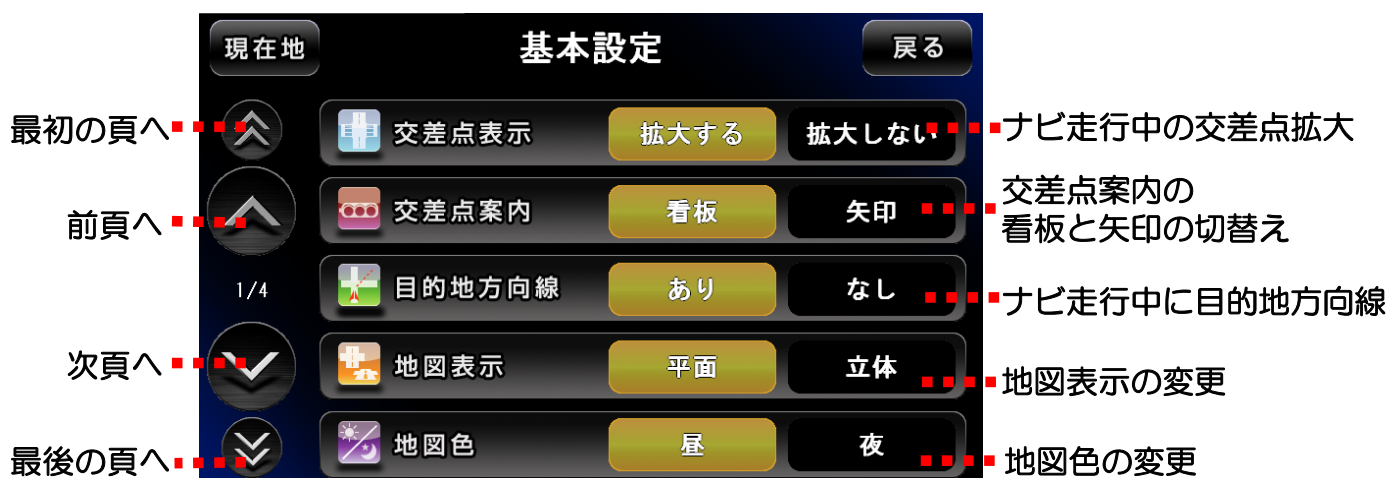 現在地
基本設定
戻る
最初の頁へ
交差点表示
拡大する
拡大しない
ナビ走行中の交差点拡大
前頁へ
交差点案内
看板
矢印
交差点案内の
看板と矢印の切替え
1/4
目的地方向線
あり
なし
ナビ走行中に目的地方向線
次頁へ
地図表示
平面
立体
地図表示の変更
最後の頁へ
地図色
昼
夜
地図色の変更